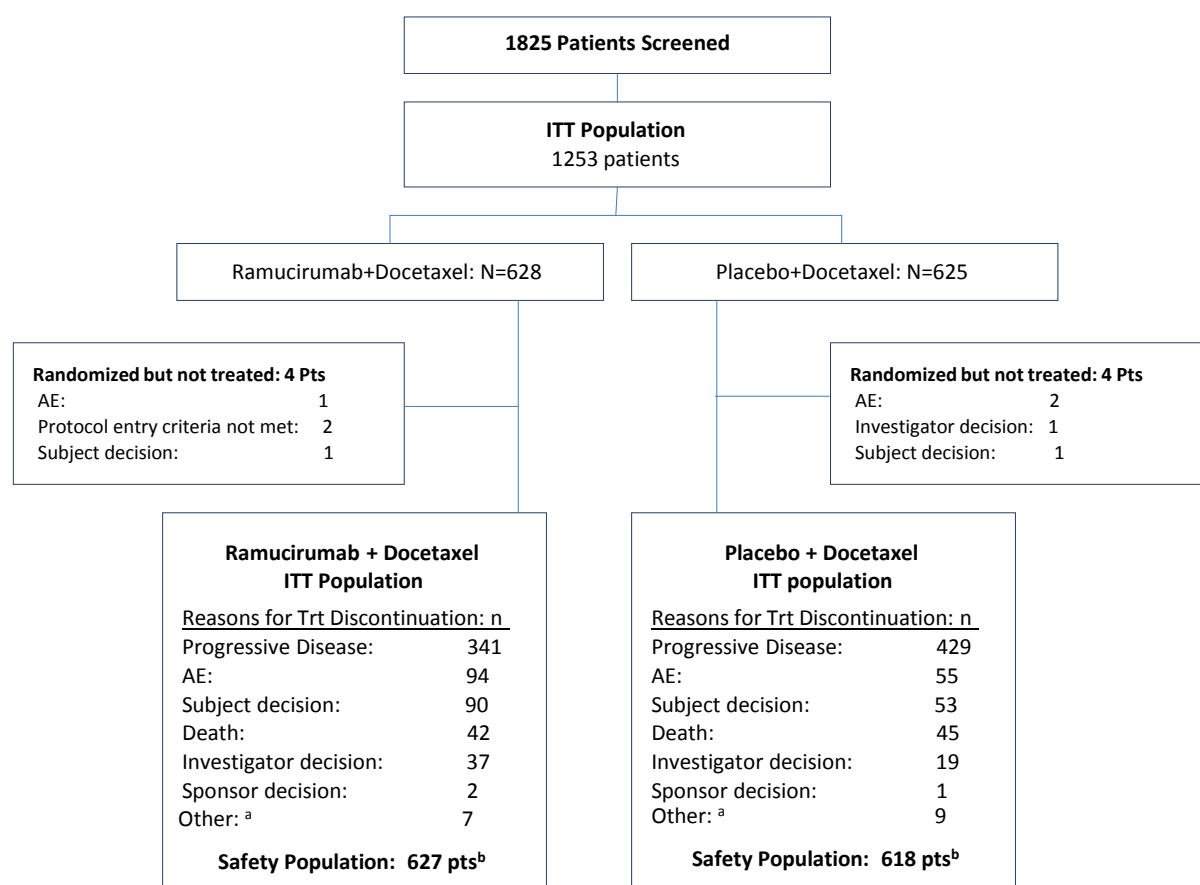 1825 Patients Screened
ITT Population
1253 patients
Ramucirumab+Docetaxel: N=628
Placebo+Docetaxel: N=625
Randomized but not treated: 4 Pts
AE: 1
Protocol entry criteria not met: 2
Subject decision: 1
Randomized but not treated: 4 Pts
AE: 2
Investigator decision: 1
Subject decision: 1
Ramucirumab + Docetaxel
ITT Population
Reasons for Trt Discontinuation: n
Progressive Disease: 341
AE: 94
Subject decision: 90
Death: 42
Investigator decision: 37
Sponsor decision: 2
Other: ᵃ 7
Safety Population: 627 ptsᵇ
Placebo + Docetaxel
ITT population
Reasons for Trt Discontinuation: n
Progressive Disease: 429
AE: 55
Subject decision: 53
Death: 45
Investigator decision: 19
Sponsor decision: 1
Other: ᵃ 9
Safety Population: 618 ptsᵇ